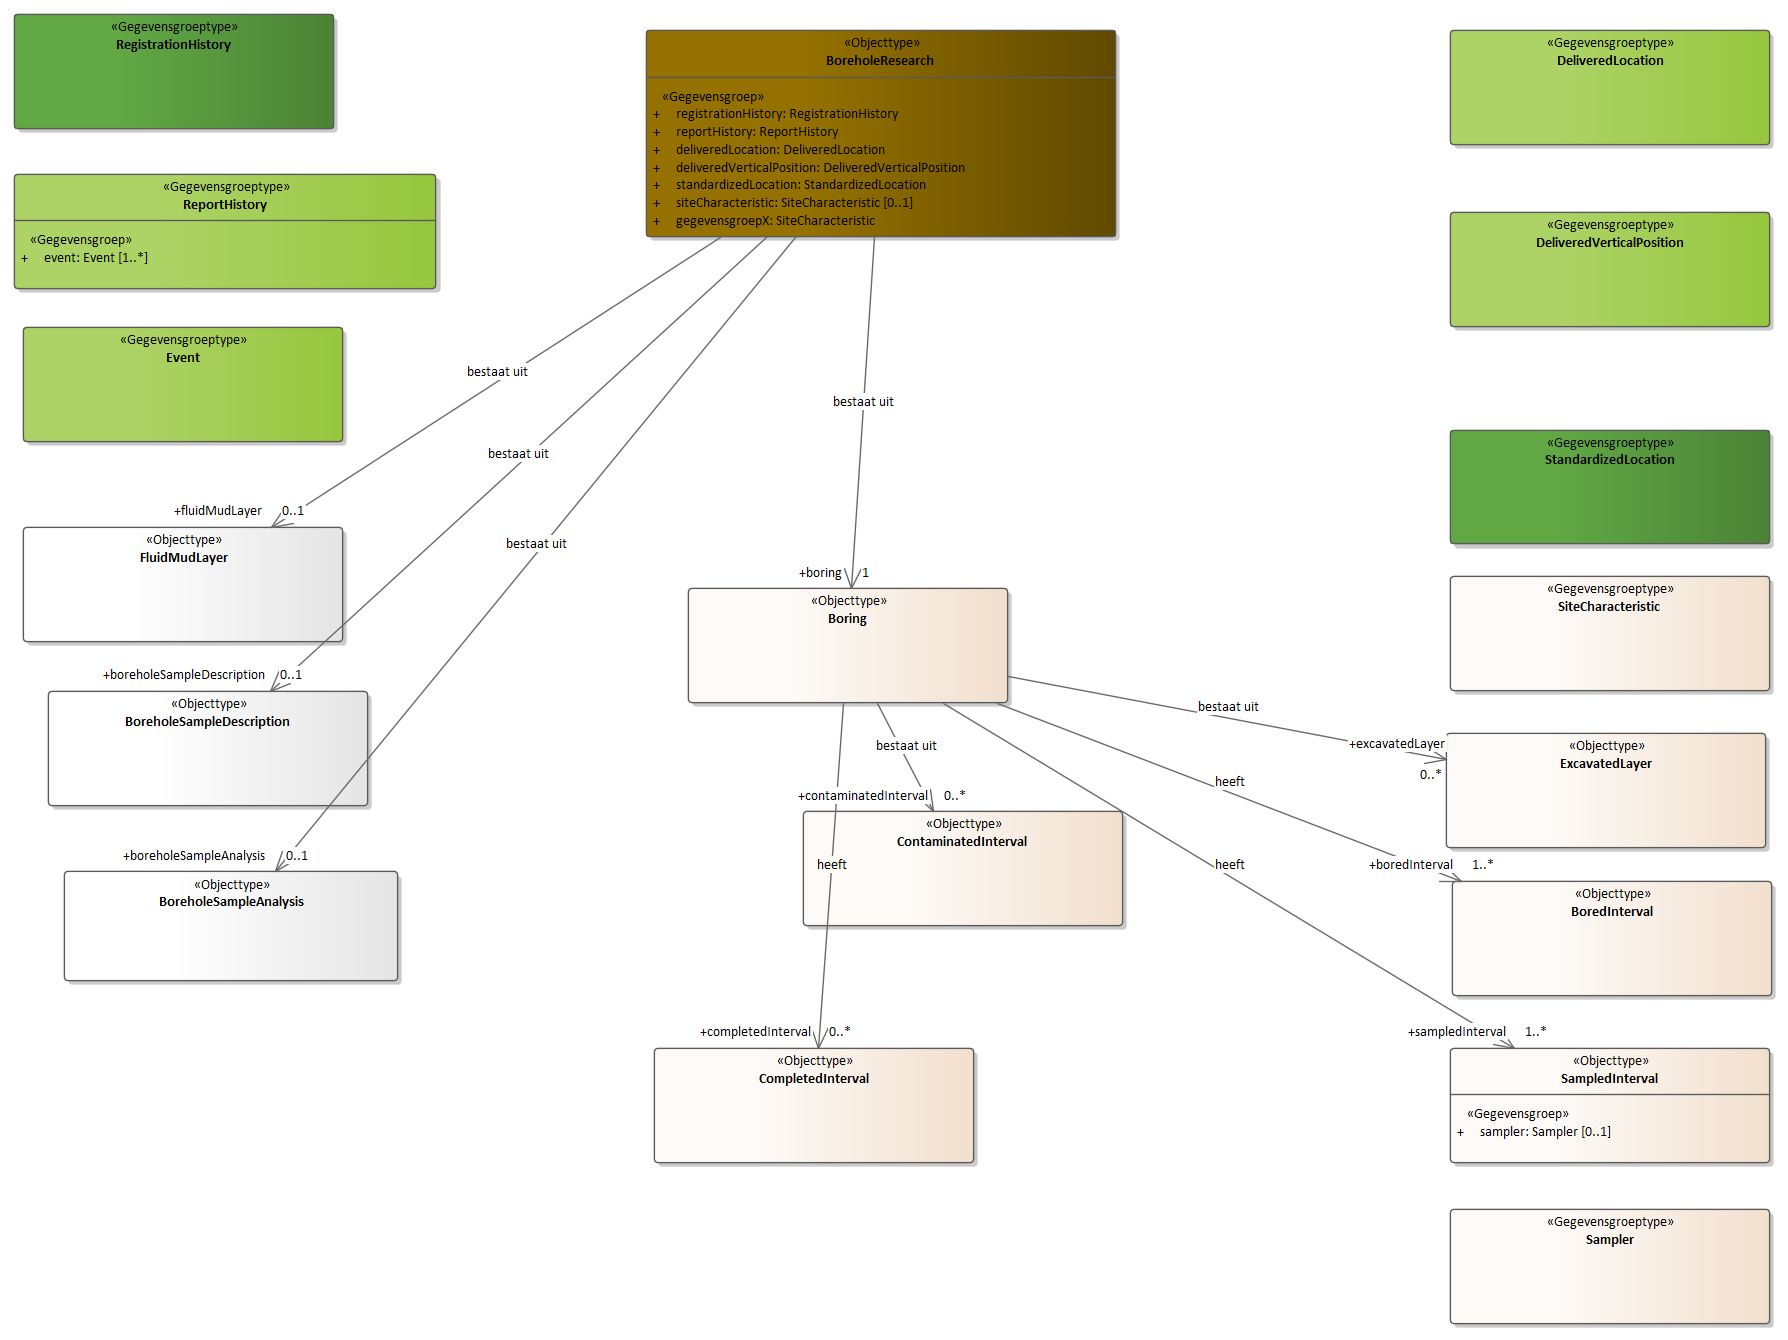 «Gegevensgroeptype»
RegistrationHistory
«Objecttype»
BoreholeResearch
«Gegevensgroep»
+ registrationHistory: RegistrationHistory
+ reportHistory: ReportHistory
+ deliveredLocation: DeliveredLocation
+ deliveredVerticalPosition: DeliveredVerticalPosition
+ standardizedLocation: StandardizedLocation
+ siteCharacteristic: SiteCharacteristic [0..1]
+ gegevensgroepX: SiteCharacteristic
«Gegevensgroeptype»
DeliveredLocation
«Gegevensgroeptype»
ReportHistory
«Gegevensgroep»
+ event: Event [1..*]
«Gegevensgroeptype»
DeliveredVerticalPosition
«Gegevensgroeptype»
Event
bestaat uit
bestaat uit
bestaat uit
bestaat uit
«Gegevensgroeptype»
StandardizedLocation
+fluidMudLayer 0..1
«Objecttype»
FluidMudLayer
+boring 1
«Objecttype»
Boring
«Gegevensgroeptype»
SiteCharacteristic
+boreholeSampleDescription 0..1
«Objecttype»
BoreholeSampleDescription
bestaat uit
+excavatedLayer
0..*
«Objecttype»
ExcavatedLayer
bestaat uit
+contaminatedInterval 0..*
«Objecttype»
ContaminatedInterval
heeft
heeft
heeft
+boreholeSampleAnalysis 0..1
«Objecttype»
BoreholeSampleAnalysis
+boredInterval 1..*
«Objecttype»
BoredInterval
+completedInterval 0..*
«Objecttype»
CompletedInterval
+sampledInterval 1..*
«Objecttype»
SampledInterval
«Gegevensgroep»
+ sampler: Sampler [0..1]
«Gegevensgroeptype»
Sampler